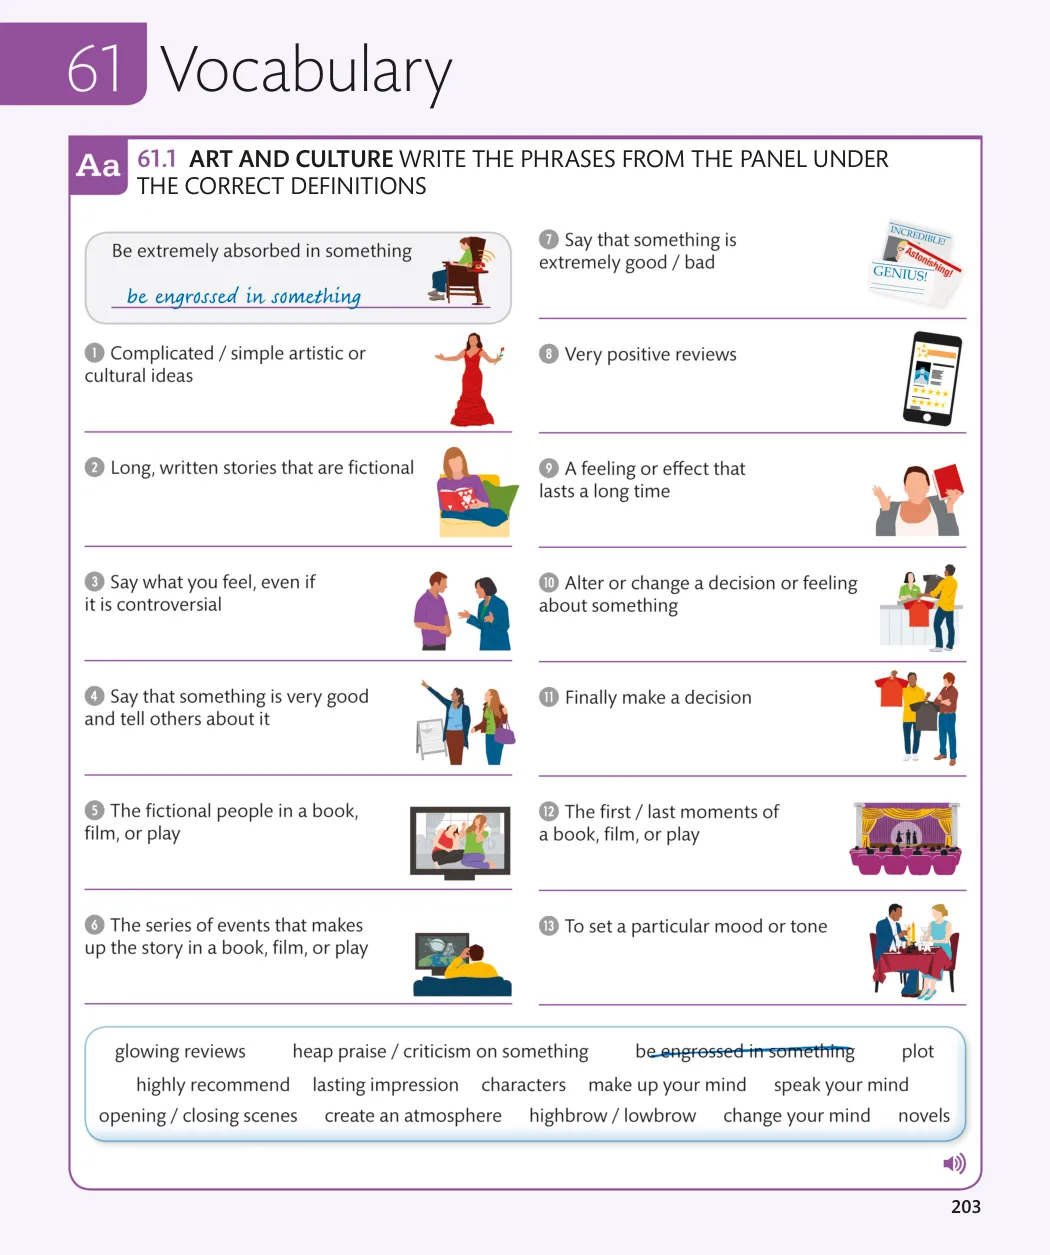 61 Vocabulary
Aa 61.1 ART AND CULTURE WRITE THE PHRASES FROM THE PANEL UNDER
THE CORRECT DEFINITIONS
Be extremely absorbed in something
be engrossed in something
1 Complicated / simple artistic or
cultural ideas
2 Long, written stories that are fictional
3 Say what you feel, even if
it is controversial
4 Say that something is very good
and tell others about it
5 The fictional people in a book,
film, or play
6 The series of events that makes
up the story in a book, film, or play
7 Say that something is
extremely good / bad
INCREDIBLE!
Astonishing!
GENIUS!
8 Very positive reviews
9 A feeling or effect that
lasts a long time
10 Alter or change a decision or feeling
about something
11 Finally make a decision
12 The first / last moments of
a book, film, or play
13 To set a particular mood or tone
glowing reviews heap praise / criticism on something be engrossed in something plot
highly recommend lasting impression characters make up your mind speak your mind
opening / closing scenes create an atmosphere highbrow / lowbrow change your mind novels
203